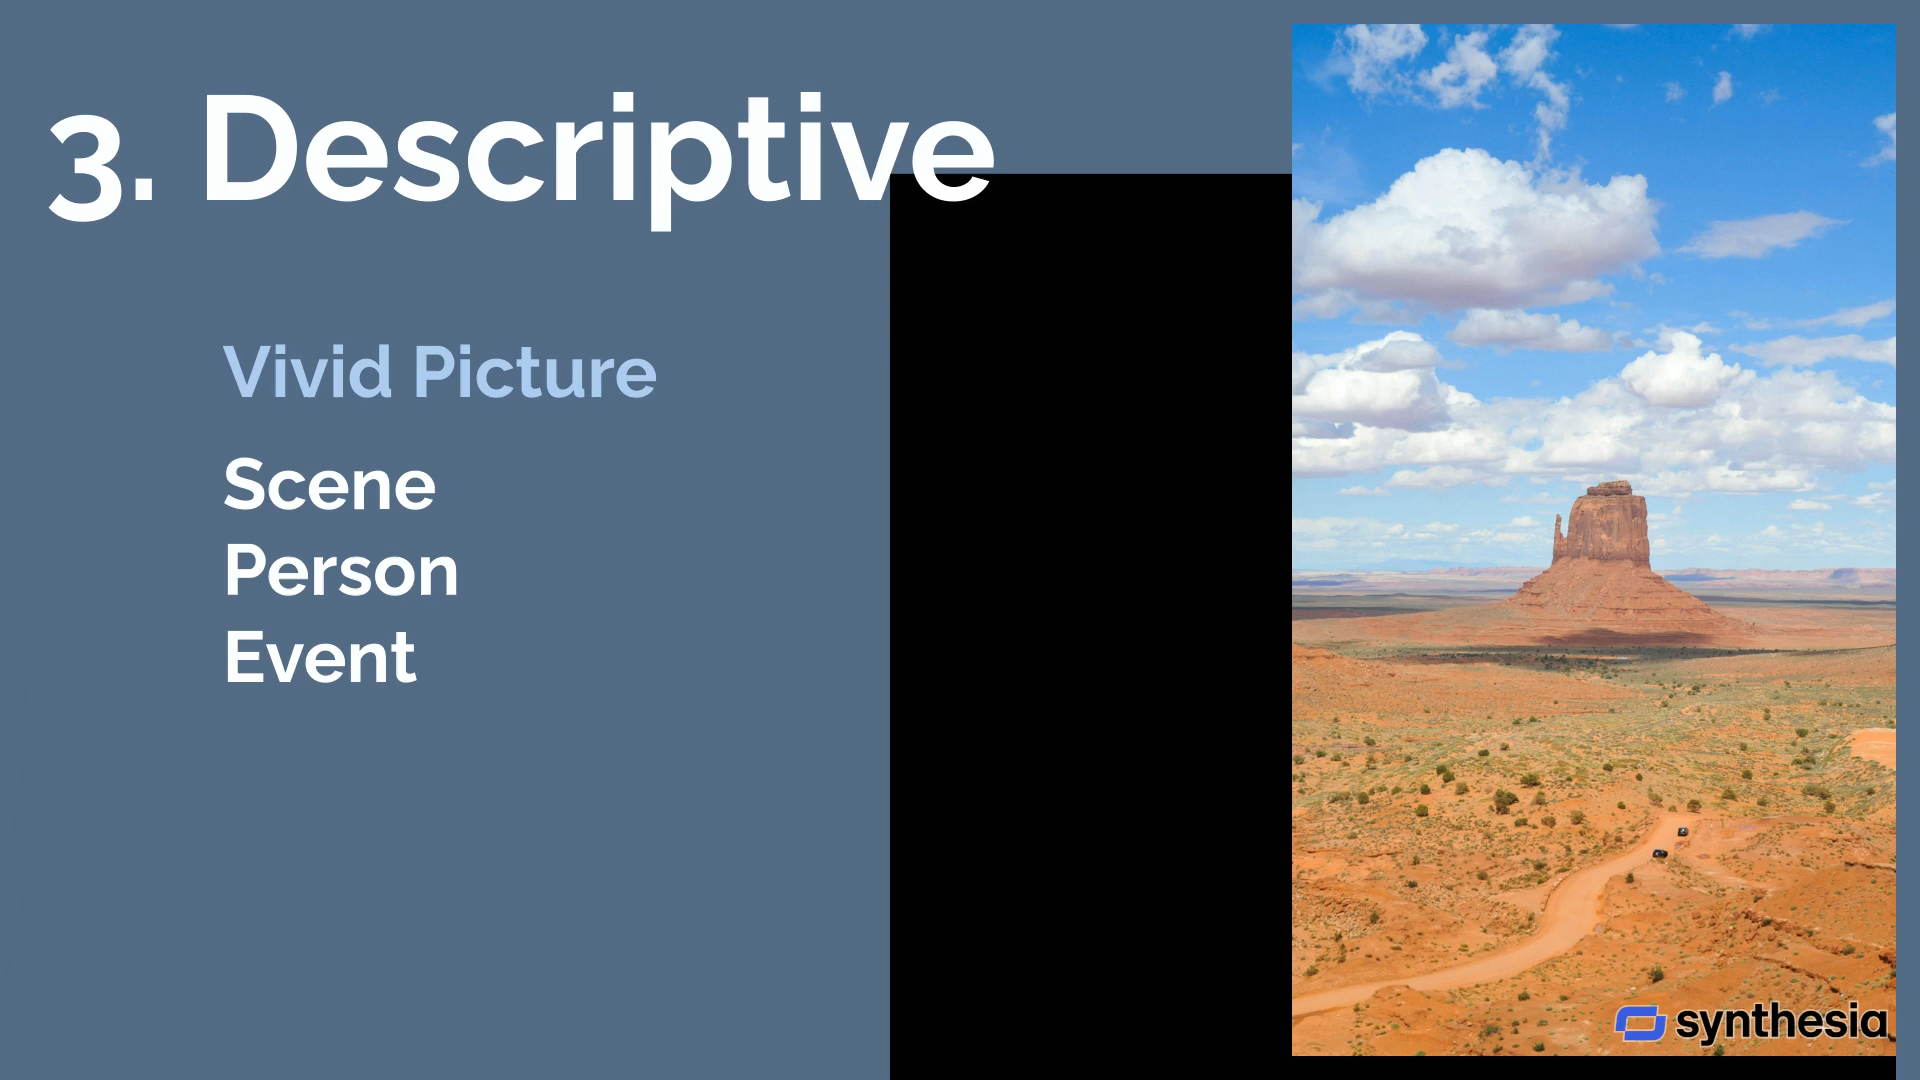 3. Descriptive
Vivid Picture
Scene
Person
Event
synthesia